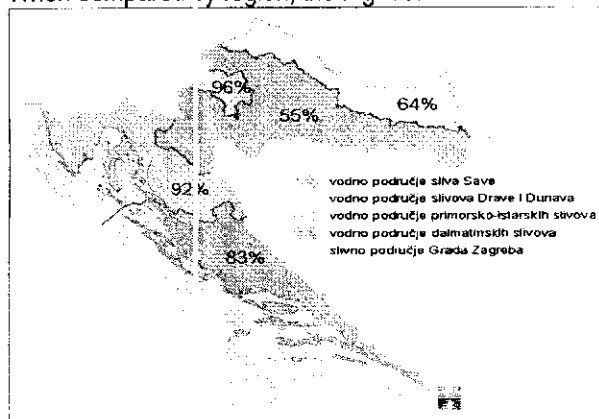 96%
55%
64%
92%
83%
vodno područje sliva Save
vodno područje slivova Drave i Dunava
vodno područje primorsko-istarskih slivova
vodno područje dalmatinskih slivova
slivno područje Grada Zagreba